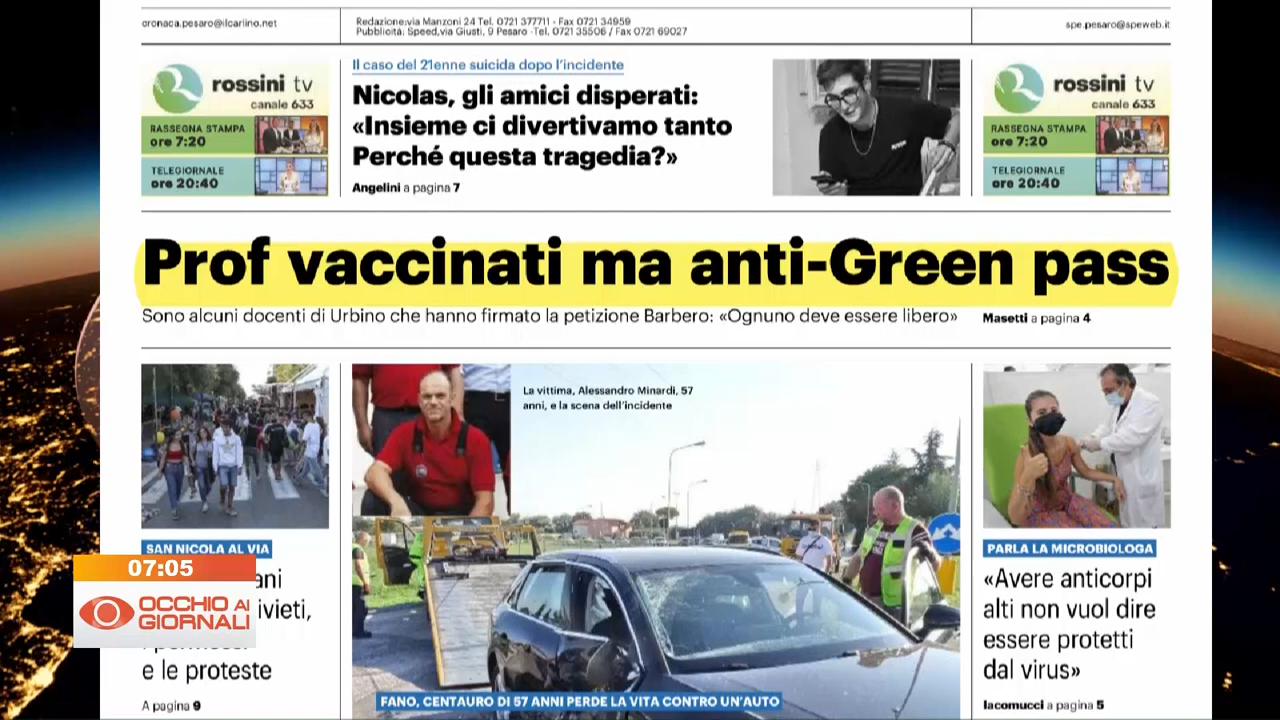 cronaca.pesaro@ilcarlino.net
Redazione:via Manzoni 24 Tel. 0721 377711 - Fax 0721 34959
Pubblicità: Speed,via Giusti, 9 Pesaro -Tel. 0721 35506 / Fax 0721 69027
spe.pesaro@speweb.it
rossini tv
canale 633
RASSEGNA STAMPA
ore 7:20
TELEGIORNALE
ore 20:40
Il caso del 21enne suicida dopo l'incidente
Nicolas, gli amici disperati:
«Insieme ci divertivamo tanto
Perché questa tragedia?»
Angelini a pagina 7
rossini tv
canale 633
RASSEGNA STAMPA
ore 7:20
TELEGIORNALE
ore 20:40
Prof vaccinati ma anti-Green pass
Sono alcuni docenti di Urbino che hanno firmato la petizione Barbero: «Ognuno deve essere libero» Masetti a pagina 4
SAN NICOLA AL VIA
ani
ivieti,
e le proteste
A pagina 9
07:05
OCCHIO AI
GIORNALI
La vittima, Alessandro Minardi, 57
anni, e la scena dell'incidente
FANO, CENTAURO DI 57 ANNI PERDE LA VITA CONTRO UN'AUTO
PARLA LA MICROBIOLOGA
«Avere anticorpi
alti non vuol dire
essere protetti
dal virus»
Iacomucci a pagina 5